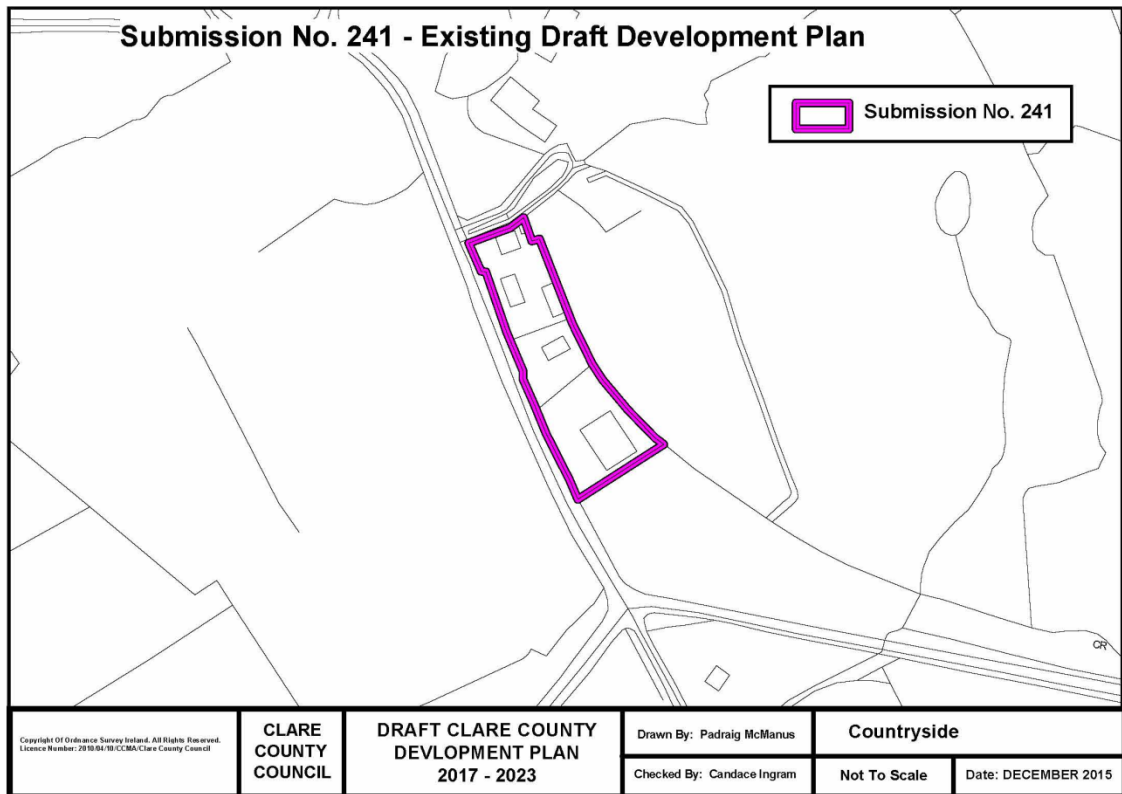 Submission No. 241 - Existing Draft Development Plan
Submission No. 241
CR
Copyright Of Ordnance Survey Ireland. All Rights Reserved.
Licence Number: 2010/04/10/CCMA/Clare County Council
CLARE
COUNTY
COUNCIL
DRAFT CLARE COUNTY
DEVLOPMENT PLAN
2017 - 2023
Drawn By: Padraig McManus
Checked By: Candace Ingram
Countryside
Not To Scale
Date: DECEMBER 2015